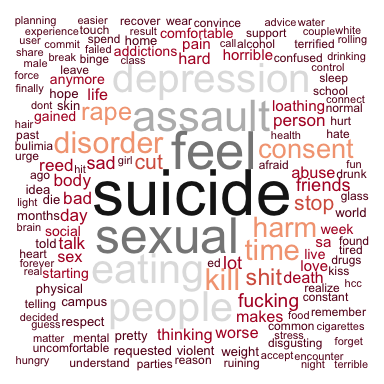 planning easier recover wear convince advice water
experience touch result comfortable support couple white
user spend home pain call alcohol terrified rolling
share commit failed addictions hard horrible confused drinking
male break binge class control
force leave depression sleep
finally anymore school
dont hope skin life assault loathing connect
gained rape person normal
hair hurt
past disorder feel health hate
bulimia cut consent
urge reed hit sad girl afraid abuse fun drunk
ago body friends
idea bad suicide stop glass
light die world
months day sexual harm week
brain social time sa found
told talk live tired
heart sex eating ed lot kill shit love drugs
forever death kiss
real starting realize hcc
physical people fucking constant
telling campus makes food remember
decided respect common cigarettes
guess pretty thinking worse stress
matter mental disgusting forget
uncomfortable requested violent weight accept encounter
hungry understand parties reason ruining night terrible